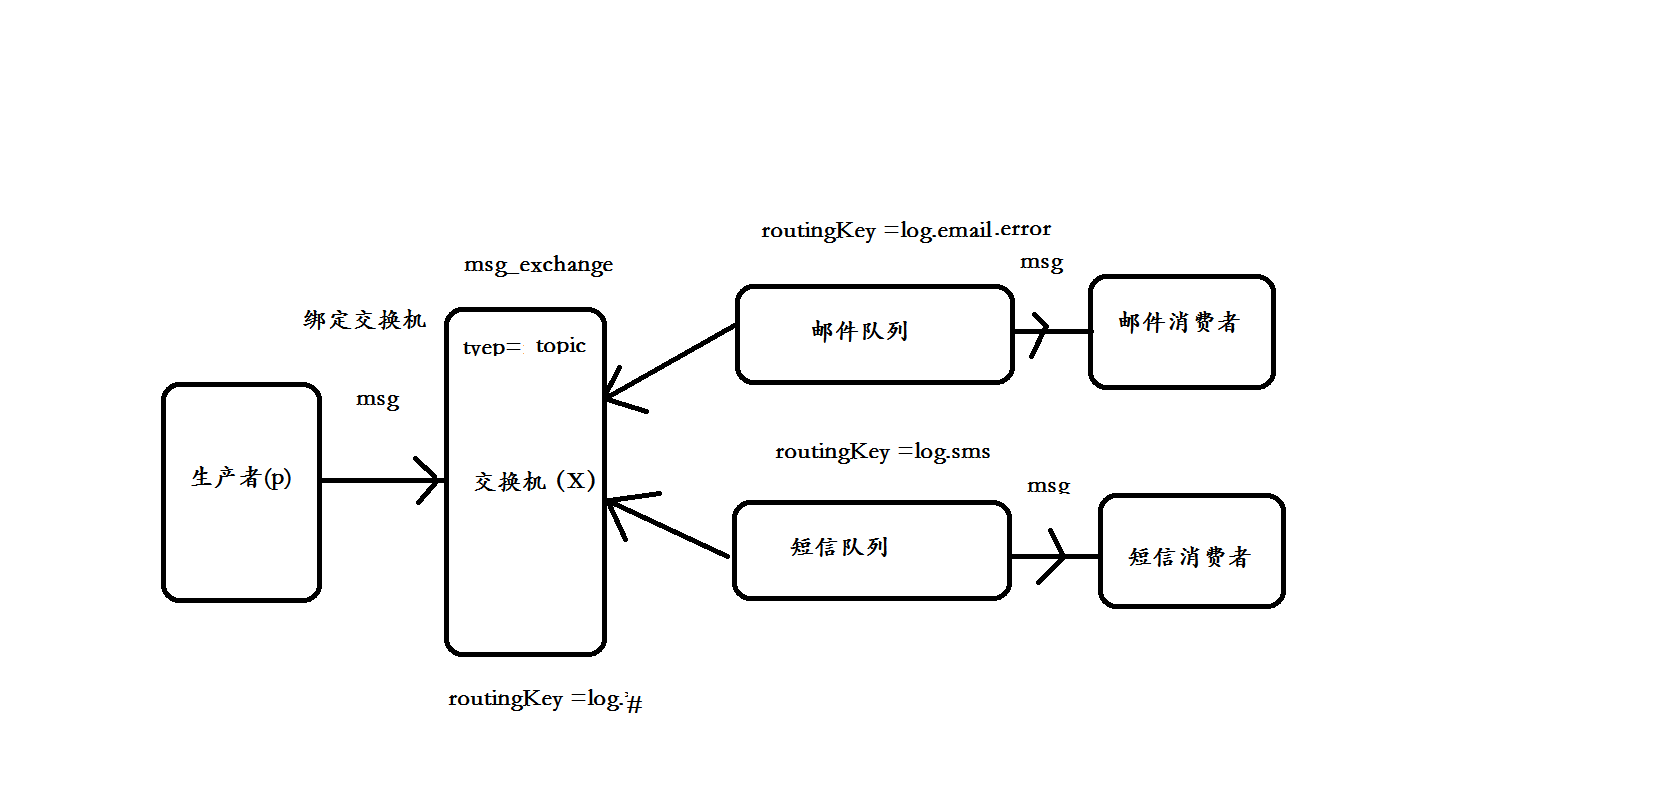 routingKey =log.email.error
msg
msg_exchange
绑定交换机
tyep= topic
邮件队列
邮件消费者
msg
生产者(p)
交换机（X）
routingKey =log.sms
msg
短信队列
短信消费者
routingKey =log.#